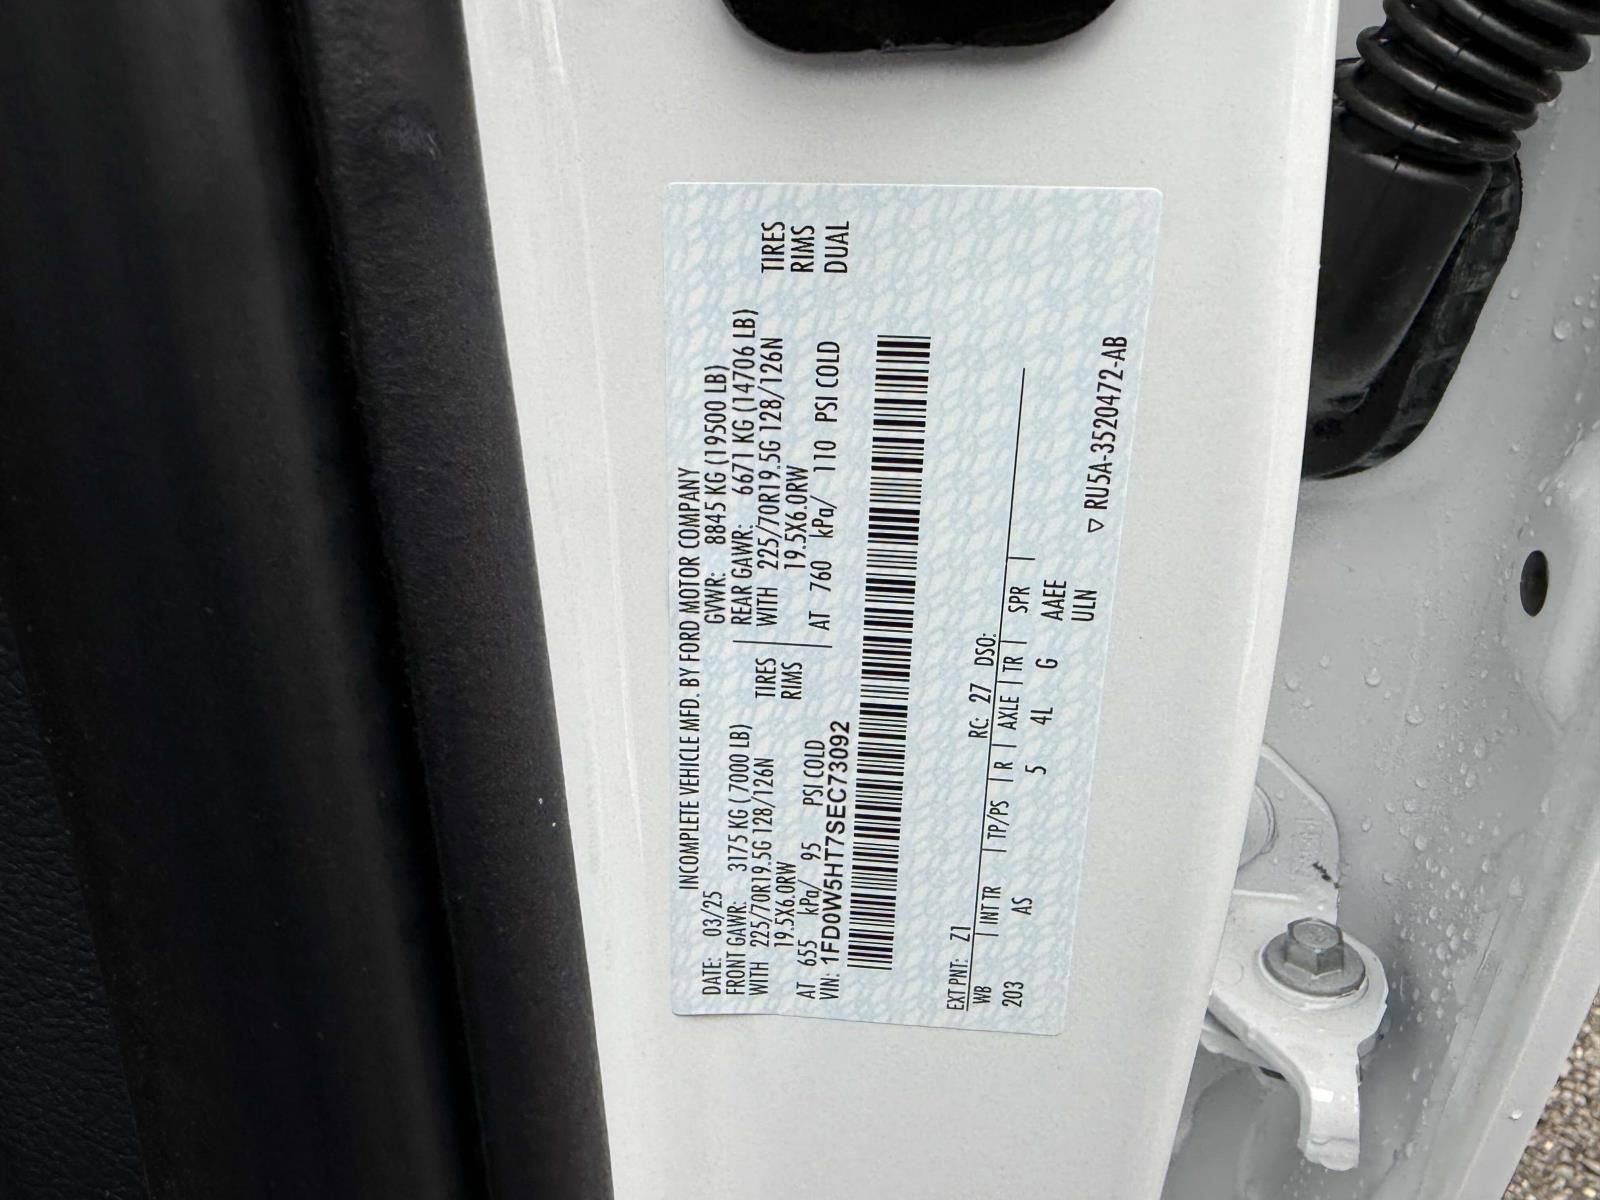 INCOMPLETE VEHICLE MFD. BY FORD MOTOR COMPANY
DATE: 03/25 GVWR: 8845 KG (19500 LB)
FRONT GAWR: 3175 KG (7000 LB) REAR GAWR: 6671 KG (14706 LB)
WITH 225/70R19.5G 128/126N TIRES WITH 225/70R19.5G 128/126N TIRES
19.5X6.0RW RIMS 19.5X6.0RW RIMS
AT 655 kPa/ 95 PSI COLD AT 760 kPa/ 110 PSI COLD DUAL
VIN: 1FD0W5HT7SEC73092
EXT PNT: Z1 RC: 27 DSO:
WB | INT TR | TP/PS | R | AXLE | TR | SPR |
203 AS 5 4L G AAEE
ULN
▽ RU5A-3520472-AB